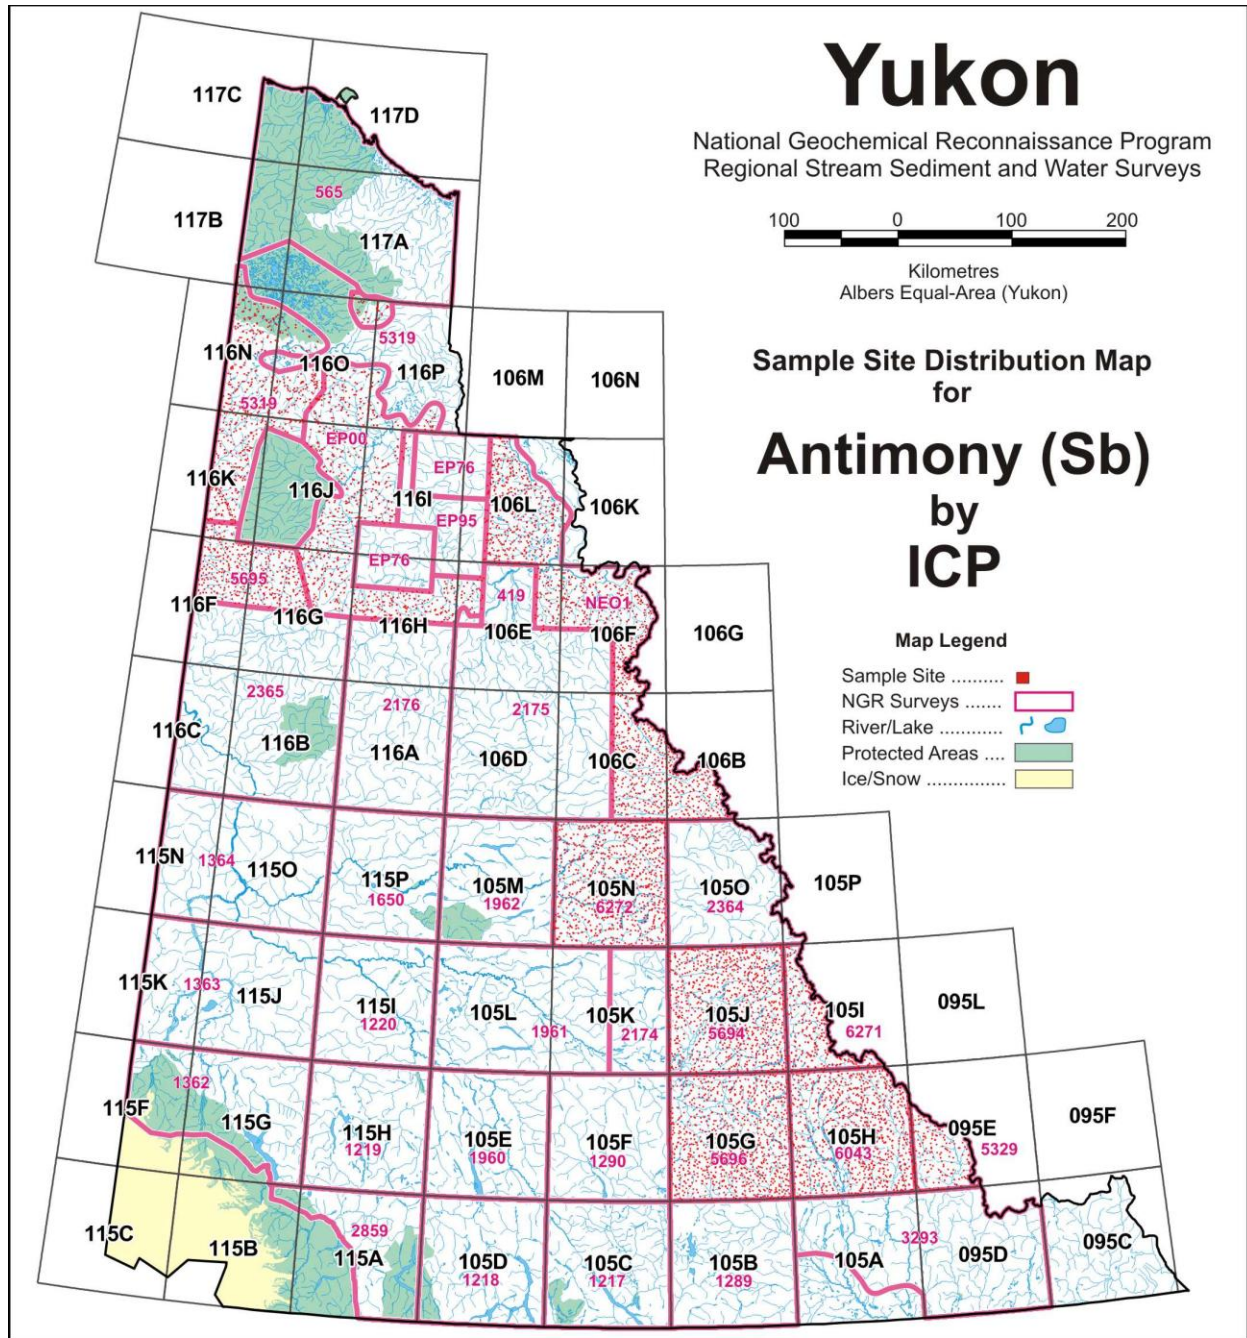 Yukon
National Geochemical Reconnaissance Program
Regional Stream Sediment and Water Surveys
100 0 100 200
Kilometres
Albers Equal-Area (Yukon)
Sample Site Distribution Map
for
Antimony (Sb)
by
ICP
Map Legend
Sample Site ..........
NGR Surveys .......
River/Lake ............
Protected Areas ....
Ice/Snow ...............
117C
117D
565
117B
117A
5319
116N
116O
116P
106M
106N
5319
EP00
EP76
116K
116J
116I
106L
106K
EP95
EP76
5695
419
NEO1
116F
116G
116H
106E
106F
106G
2365
2176
2175
116C
116B
116A
106D
106C
106B
115N
1364
115O
115P
1650
105M
1962
105N
6272
105O
2364
105P
115K
1363
115J
115I
1220
105L
1961
105K
2174
105J
5694
105I
6271
095L
1362
115F
115G
115H
1219
105E
1960
105F
1290
105G
5696
105H
6043
095E
5329
095F
115C
115B
2859
115A
105D
1218
105C
1217
105B
1289
105A
3293
095D
095C